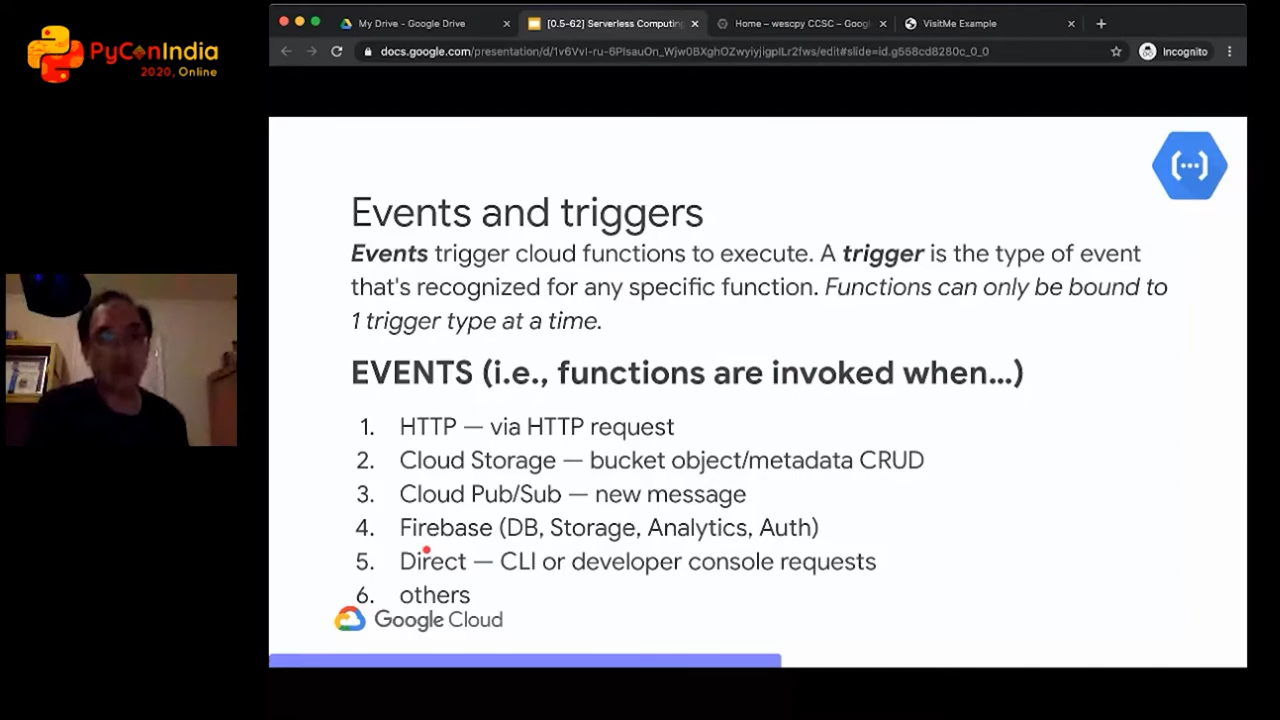 PyConIndia
2020, Online
My Drive - Google Drive
[0.5-62] Serverless Computing
Home – wescpy CCSC – Googl
VisitMe Example
docs.google.com/presentation/d/1v6VvI-ru-6PlsauOn_Wjw0BXghOZwyiyjigpILr2fws/edit#slide=id.g558cd8280c_0_0
Incognito
Events and triggers
Events trigger cloud functions to execute. A trigger is the type of event
that's recognized for any specific function. Functions can only be bound to
1 trigger type at a time.
EVENTS (i.e., functions are invoked when...)
1. HTTP — via HTTP request
2. Cloud Storage — bucket object/metadata CRUD
3. Cloud Pub/Sub — new message
4. Firebase (DB, Storage, Analytics, Auth)
5. Direct — CLI or developer console requests
6. others
Google Cloud